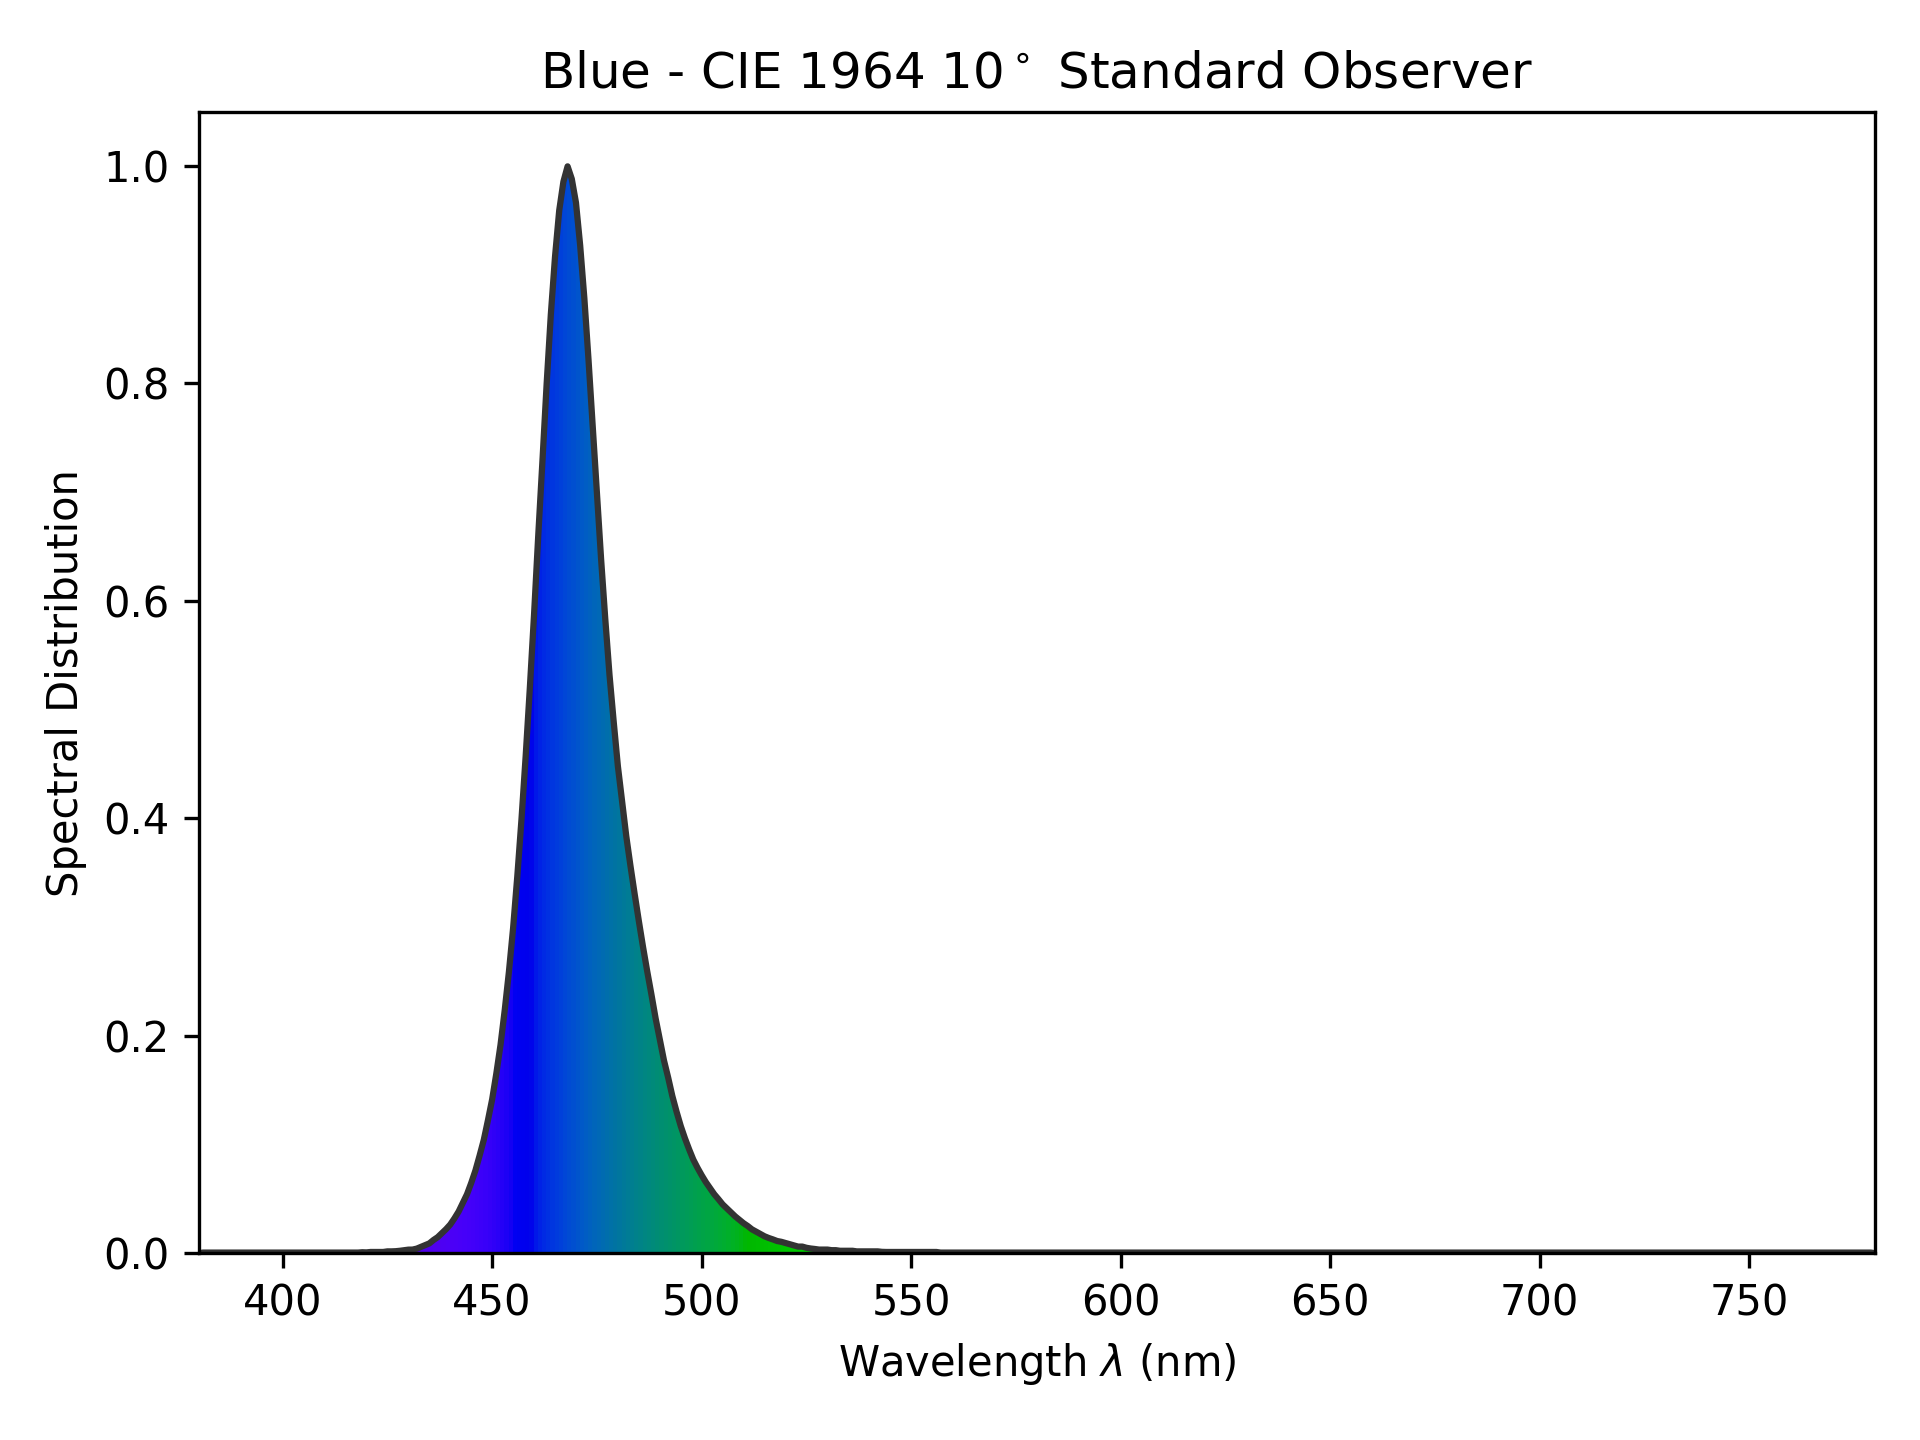 Blue - CIE 1964 10° Standard Observer
1.0
0.8
0.6
0.4
0.2
0.0
Spectral Distribution
400 450 500 550 600 650 700 750
Wavelength λ (nm)